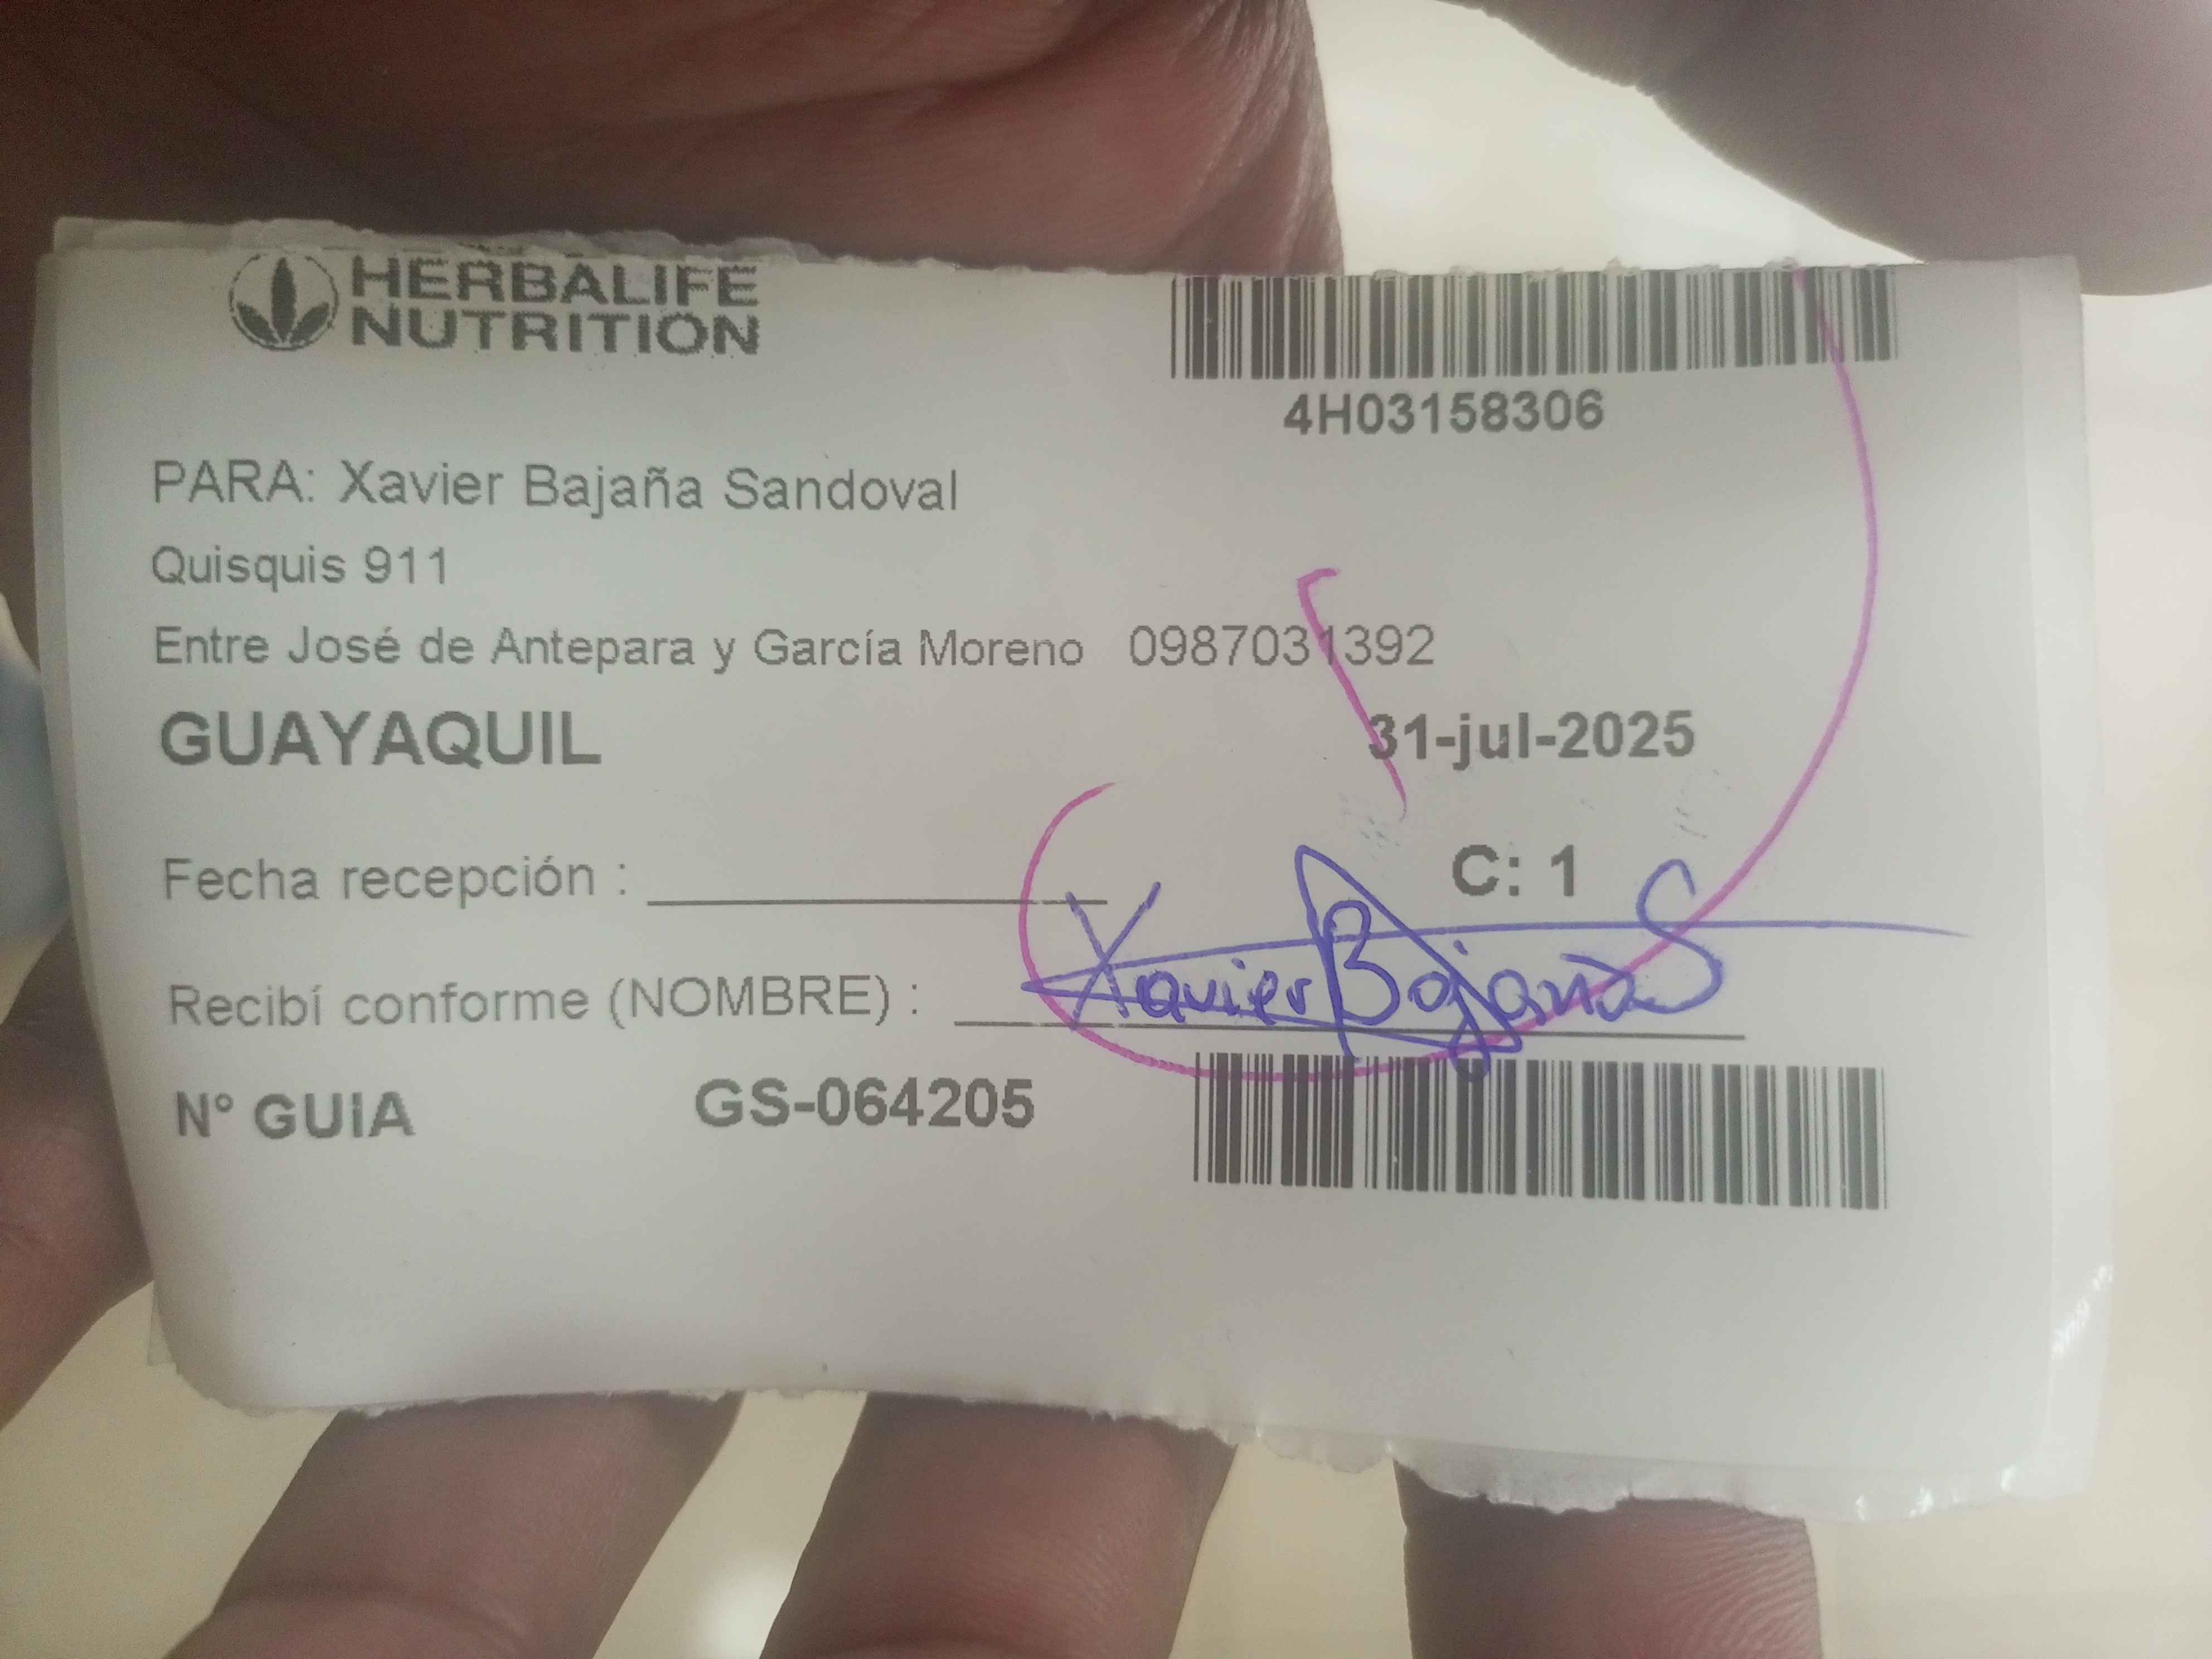 HERBALIFE
NUTRITION
4H03158306
PARA: Xavier Bajaña Sandoval
Quisquis 911
Entre José de Antepara y García Moreno 0987031392
GUAYAQUIL
31-jul-2025
Fecha recepción :
C: 1
Recibí conforme (NOMBRE) : Xavier Bajaña S
N° GUIA GS-064205